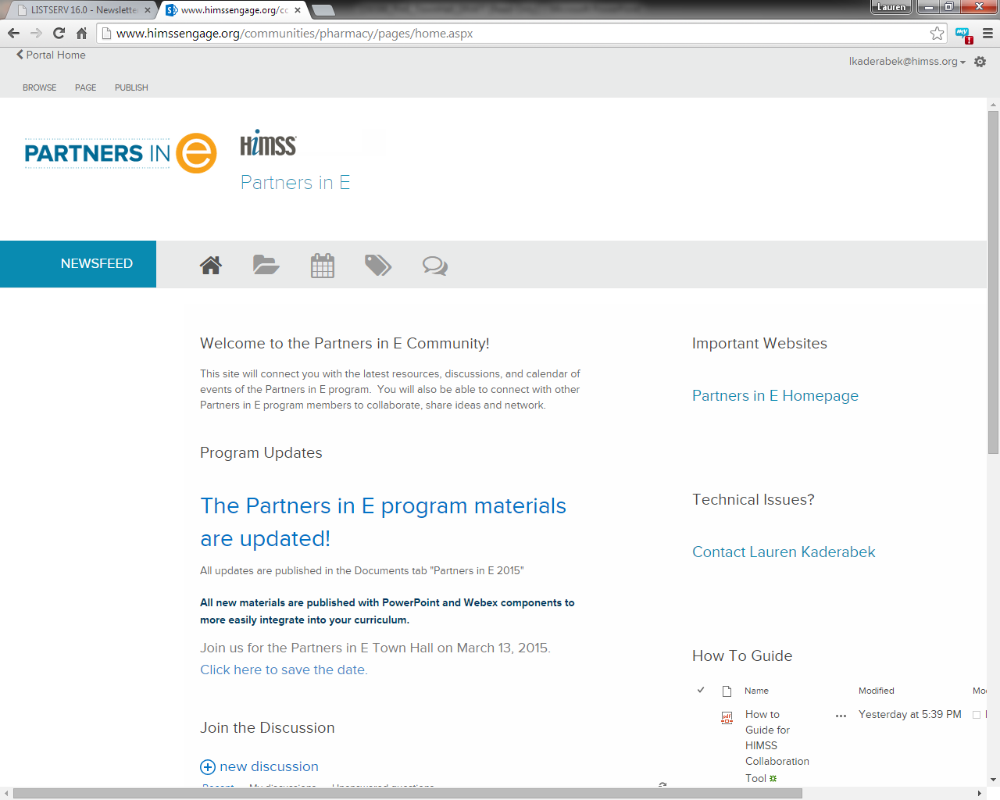 LISTSERV 16.0 - Newslette
www.himssengage.org/cc
Lauren
www.himssengage.org/communities/pharmacy/pages/home.aspx
Portal Home
lkaderabek@himss.org
BROWSE PAGE PUBLISH
PARTNERS IN e
HiMSS
Partners in E
NEWSFEED
Welcome to the Partners in E Community!
This site will connect you with the latest resources, discussions, and calendar of
events of the Partners in E program. You will also be able to connect with other
Partners in E program members to collaborate, share ideas and network.
Program Updates
The Partners in E program materials
are updated!
All updates are published in the Documents tab "Partners in E 2015"
All new materials are published with PowerPoint and Webex components to
more easily integrate into your curriculum.
Join us for the Partners in E Town Hall on March 13, 2015.
Click here to save the date.
Join the Discussion
new discussion
Recent My discussions Unanswered questions
Important Websites
Partners in E Homepage
Technical Issues?
Contact Lauren Kaderabek
How To Guide
Name Modified Mo
How to Yesterday at 5:39 PM
Guide for
HIMSS
Collaboration
Tool